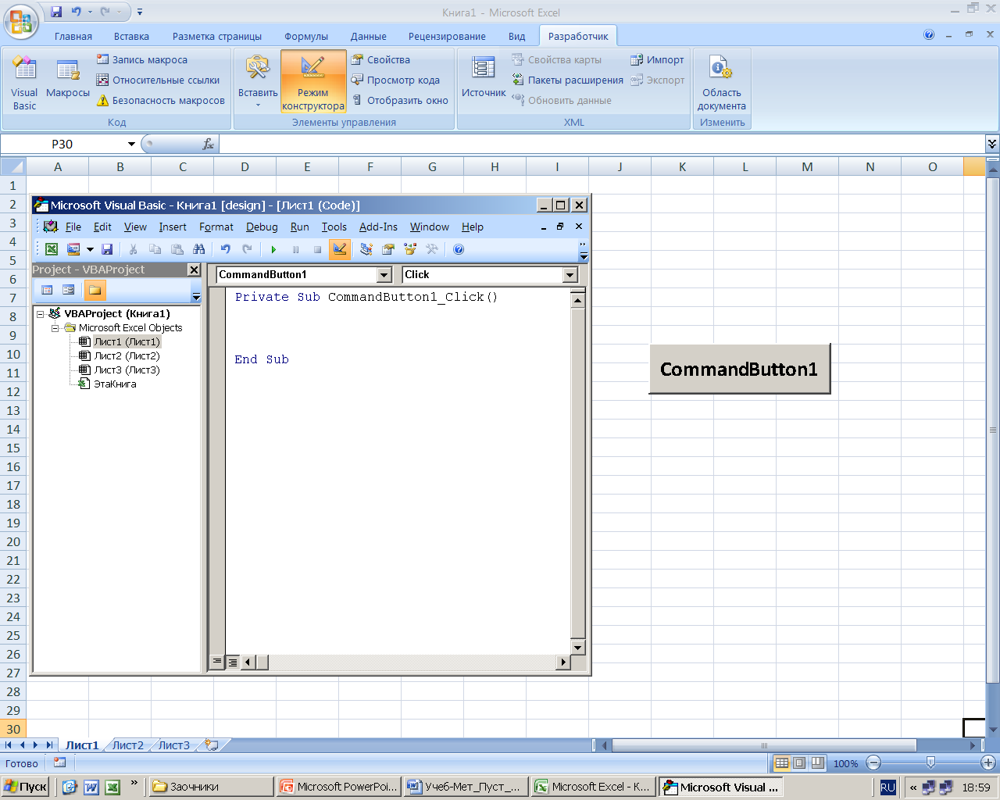 Книга1 - Microsoft Excel
Главная Вставка Разметка страницы Формулы Данные Рецензирование Вид Разработчик
Visual Basic
Макросы
Запись макроса
Относительные ссылки
Безопасность макросов
Код
Вставить
Режим конструктора
Свойства
Просмотр кода
Отобразить окно
Элементы управления
Источник
Свойства карты
Пакеты расширения
Обновить данные
Импорт
Экспорт
XML
Область документа
Изменить
P30
fx
A B C D E F G H I J K L M N O
1
2
3
4
5
6
7
8
9
10
11
12
13
14
15
16
17
18
19
20
21
22
23
24
25
26
27
28
29
30
Microsoft Visual Basic - Книга1 [design] - [Лист1 (Code)]
File Edit View Insert Format Debug Run Tools Add-Ins Window Help
Project - VBAProject
VBAProject (Книга1)
Microsoft Excel Objects
Лист1 (Лист1)
Лист2 (Лист2)
Лист3 (Лист3)
ЭтаКнига
CommandButton1 Click
Private Sub CommandButton1_Click()
End Sub
CommandButton1
Лист1 Лист2 Лист3
Готово
100%
Пуск
Заочники
Microsoft PowerPoi...
Учеб-Мет_Пуст_...
Microsoft Excel - К...
Microsoft Visual ...
RU
18:59